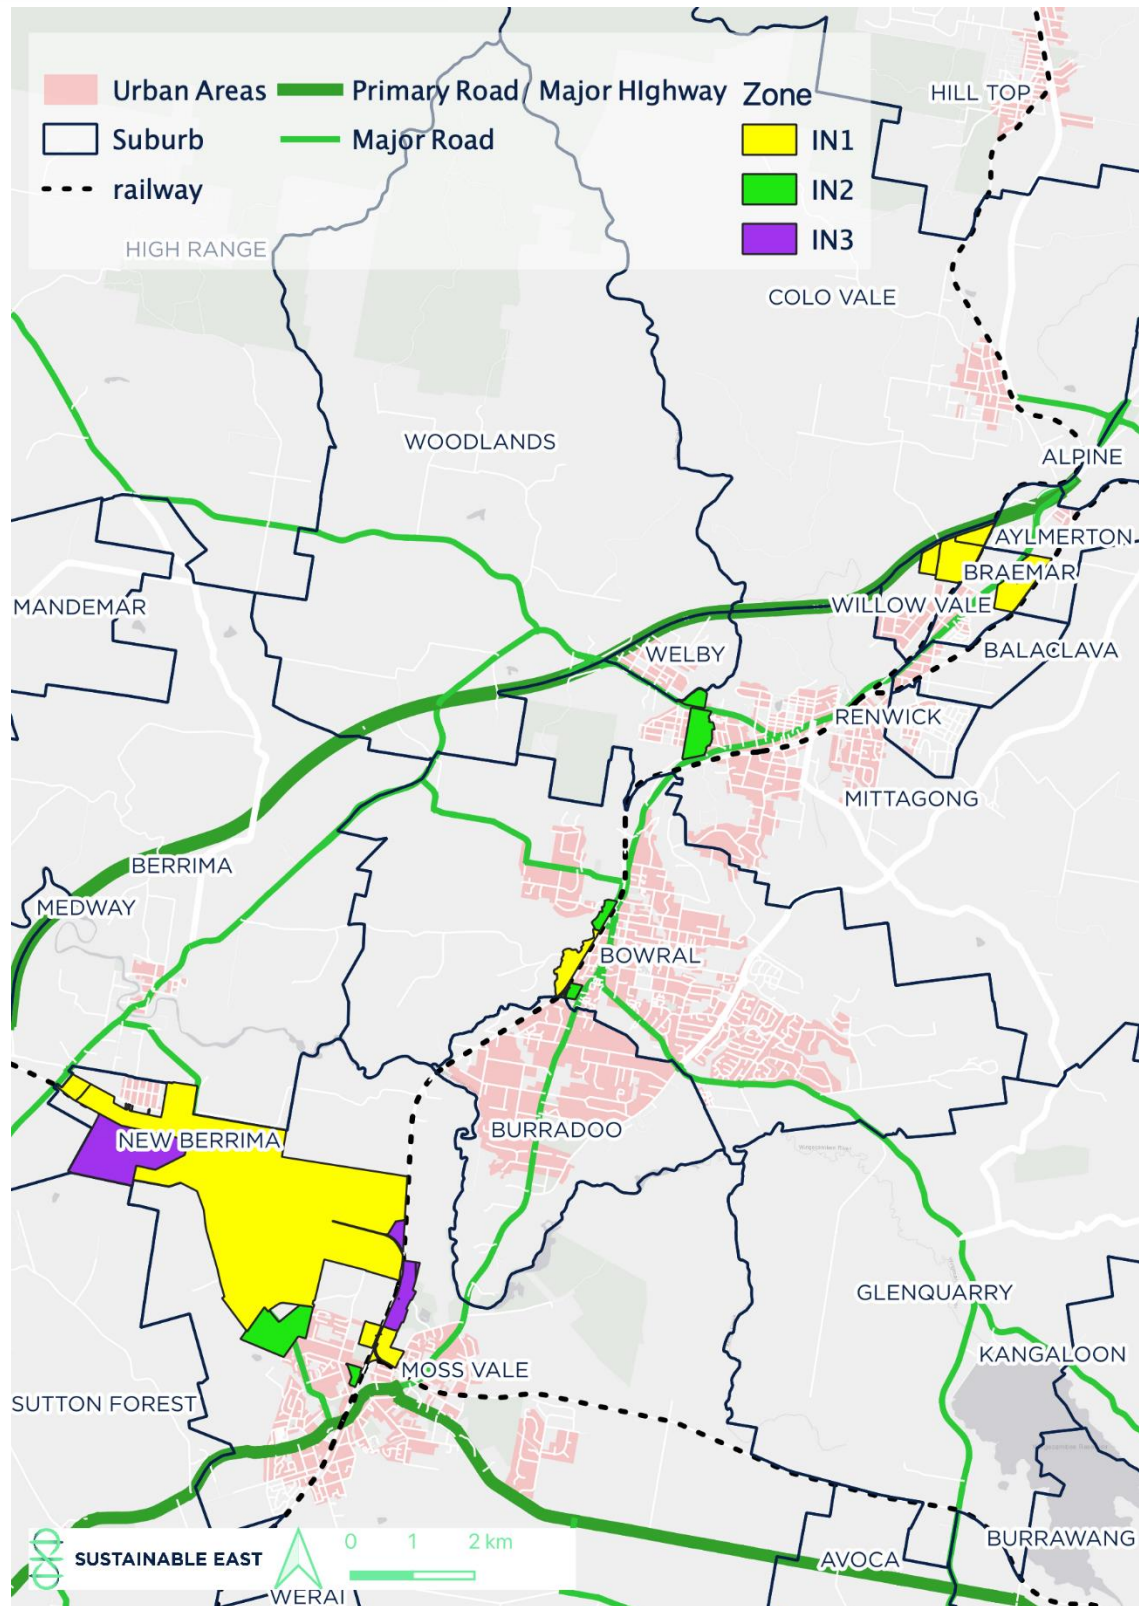 Urban Areas
Primary Road / Major HIghway
Zone
HILL TOP
Suburb
Major Road
IN1
railway
IN2
HIGH RANGE
IN3
COLO VALE
WOODLANDS
ALPINE
AYLMERTON
BRAEMAR
MANDEMAR
WILLOW VALE
WELBY
BALACLAVA
RENWICK
MITTAGONG
BERRIMA
MEDWAY
BOWRAL
NEW BERRIMA
BURRADOO
GLENQUARRY
KANGALOON
MOSS VALE
SUTTON FOREST
0 1 2 km
SUSTAINABLE EAST
AVOCA
BURRAWANG
WERAI